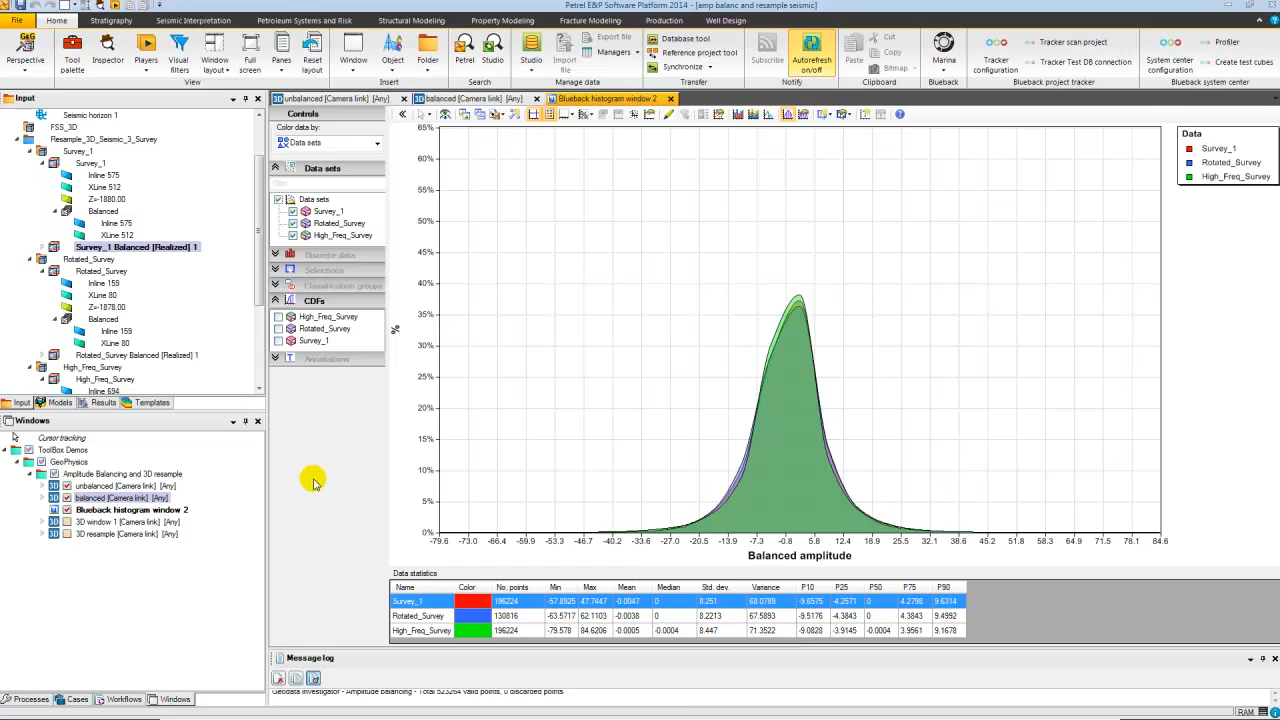 Petrel E&P Software Platform 2014 - [amp balanc and resample seismic]
File
Home
Stratigraphy
Seismic Interpretation
Petroleum Systems and Risk
Structural Modeling
Property Modeling
Fracture Modeling
Production
Well Design
G&G
Perspective
Tool palette
Inspector
Players
Visual filters
Window layout
Full screen
Panes
Reset layout
View
Window
Object
Folder
Insert
Petrel
Studio
Search
Studio
Import file
Export file
Managers
Manage data
Database tool
Reference project tool
Synchronize
Transfer
Subscribe
Autorefresh on/off
Notify
Paste
Cut
Copy
Bitmap
Clipboard
Marina
Blueback
Tracker configuration
Tracker scan project
Tracker Test DB connection
Blueback project tracker
System center configuration
Profiler
Create test cubes
Blueback system center
Input
unbalanced [Camera link] [Any]
balanced [Camera link] [Any]
Blueback histogram window 2
Seismic horizon 1
FSS_3D
Resample_3D_Seismic_3_Survey
Survey_1
Survey_1
Inline 575
XLine 512
Z=-1880.00
Balanced
Inline 575
XLine 512
Survey_1 Balanced [Realized] 1
Rotated_Survey
Rotated_Survey
Inline 159
XLine 80
Z=-1878.00
Balanced
Inline 159
XLine 80
Rotated_Survey Balanced [Realized] 1
High_Freq_Survey
High_Freq_Survey
Inline 694
Input
Models
Results
Templates
Windows
Cursor tracking
ToolBox Demos
GeoPhysics
Amplitude Balancing and 3D resample
unbalanced [Camera link] [Any]
balanced [Camera link] [Any]
Blueback histogram window 2
3D window 1 [Camera link] [Any]
3D resample [Camera link] [Any]
Processes
Cases
Workflows
Windows
Controls
Color data by:
Data sets
Data sets
Filter
Data sets
Survey_1
Rotated_Survey
High_Freq_Survey
Discrete data
Selections
Classification groups
CDFs
High_Freq_Survey
Rotated_Survey
Survey_1
Annotations
65%
60%
55%
50%
45%
40%
35%
30%
25%
20%
15%
10%
5%
0%
%
-79.6 -73.0 -66.4 -59.9 -53.3 -46.7 -40.2 -33.6 -27.0 -20.5 -13.9 -7.3 -0.8 5.8 12.4 18.9 25.5 32.1 38.6 45.2 51.8 58.3 64.9 71.5 78.1 84.6
Balanced amplitude
Data
Survey_1
Rotated_Survey
High_Freq_Survey
Data statistics
Name Color No. points Min Max Mean Median Std. dev. Variance P10 P25 P50 P75 P90
Survey_1 196224 -57.8925 47.7447 -0.0047 0 8.251 68.0789 -9.6575 -4.2571 0 4.2798 9.6314
Rotated_Survey 130816 -63.5717 62.1103 -0.0038 0 8.2213 67.5893 -9.5176 -4.3843 0 4.3843 9.4992
High_Freq_Survey 196224 -79.578 84.6206 -0.0005 -0.0004 8.447 71.3522 -9.0828 -3.9145 -0.0004 3.9561 9.1678
Message log
Geodata Investigator - Amplitude balancing - Total 523264 valid points, 0 discarded points
RAM